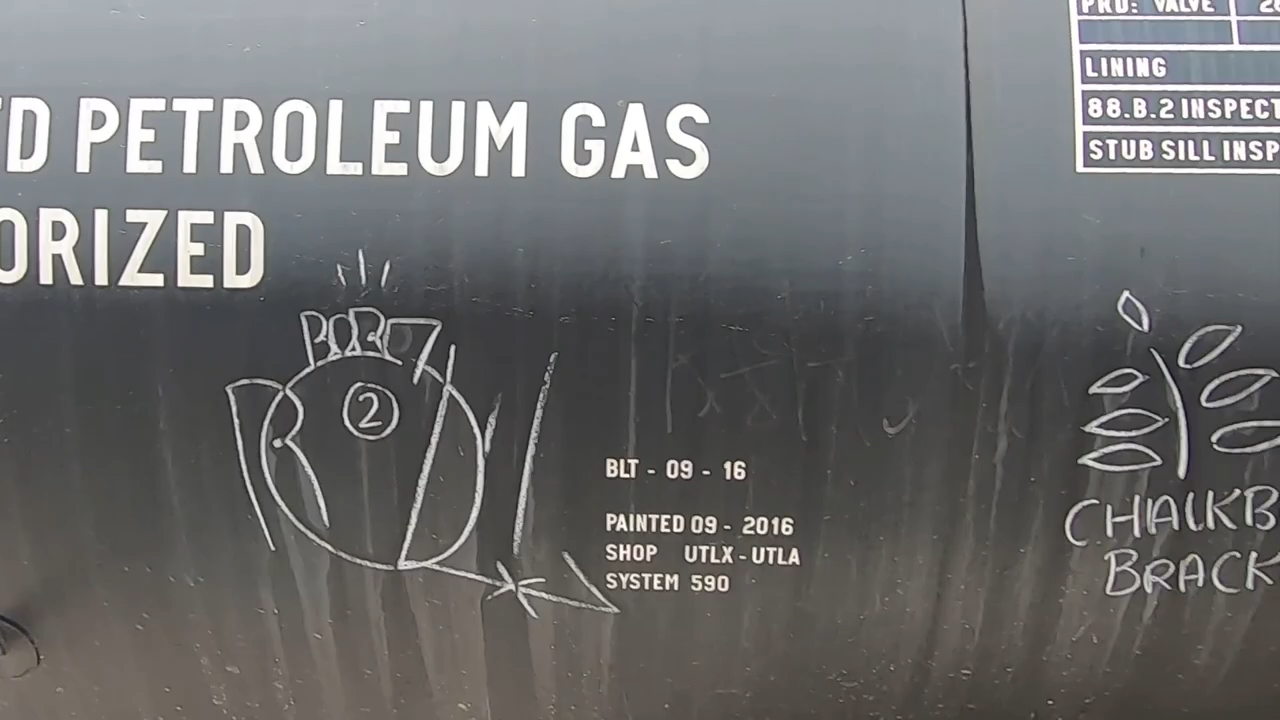 PETROLEUM GAS
ORIZED
PRD: VALVE
LINING
88.B.2 INSPECT
STUB SILL INSP
2
BLT - 09 - 16
PAINTED 09 - 2016
SHOP UTLX - UTLA
SYSTEM 590
CHALKB
BRACK